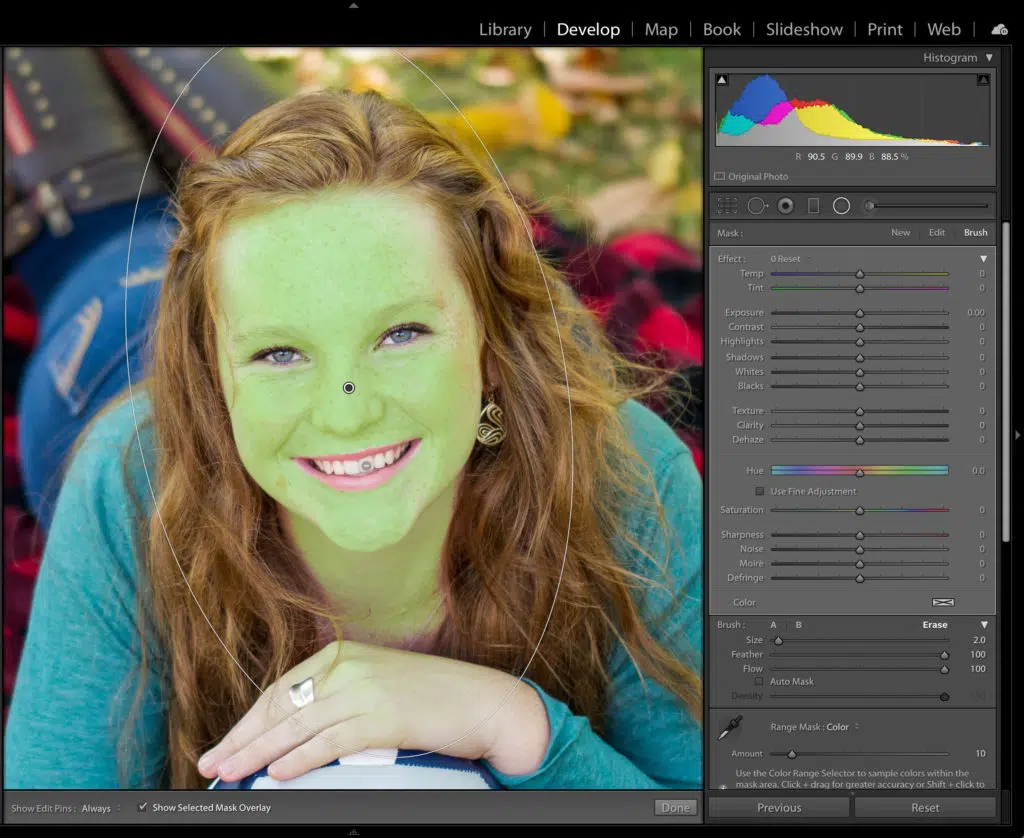 Library | Develop | Map | Book | Slideshow | Print | Web |
Histogram
R 90.5 G 89.9 B 88.5 %
Original Photo
Mask : New Edit Brush
Effect : 0 Reset
Temp 0
Tint 0
Exposure 0.00
Contrast 0
Highlights 0
Shadows 0
Whites 0
Blacks 0
Texture 0
Clarity 0
Dehaze 0
Hue 0.0
Use Fine Adjustment
Saturation 0
Sharpness 0
Noise 0
Moiré 0
Defringe 0
Color
Brush : A B Erase
Size 2.0
Feather 100
Flow 100
Auto Mask
Density
Range Mask : Color
Amount 10
Use the Color Range Selector to sample colors within the
mask area. Click + drag for greater accuracy or Shift + click to
Show Edit Pins : Always Show Selected Mask Overlay Done
Previous Reset